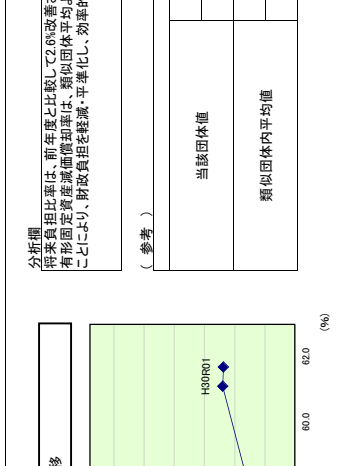 分析欄
将来負担比率は、前年度と比較して2.6%改善
有形固定資産減価償却率は、類似団体平均よ
ことにより、財政負担を軽減・平準化し、効率的
（ 参考 ）
当該団体値
類似団体内平均値
移
H30R01
60.0
62.0
(%)